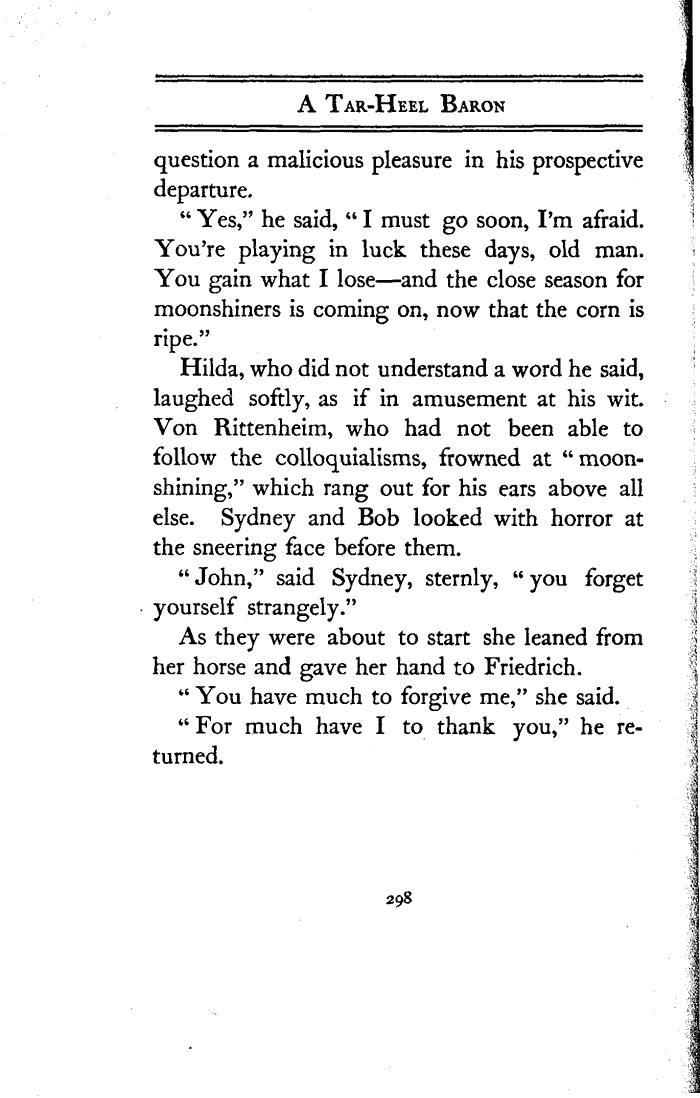 A Tar-Heel Baron
question a malicious pleasure in his prospective
departure.
“Yes,” he said, “I must go soon, I'm afraid.
You're playing in luck these days, old man.
You gain what I lose—and the close season for
moonshiners is coming on, now that the corn is
ripe.”
Hilda, who did not understand a word he said,
laughed softly, as if in amusement at his wit.
Von Rittenheim, who had not been able to
follow the colloquialisms, frowned at “moon-
shining,” which rang out for his ears above all
else. Sydney and Bob looked with horror at
the sneering face before them.
“John,” said Sydney, sternly, “you forget
yourself strangely.”
As they were about to start she leaned from
her horse and gave her hand to Friedrich.
“You have much to forgive me,” she said.
“For much have I to thank you,” he re-
turned.
298